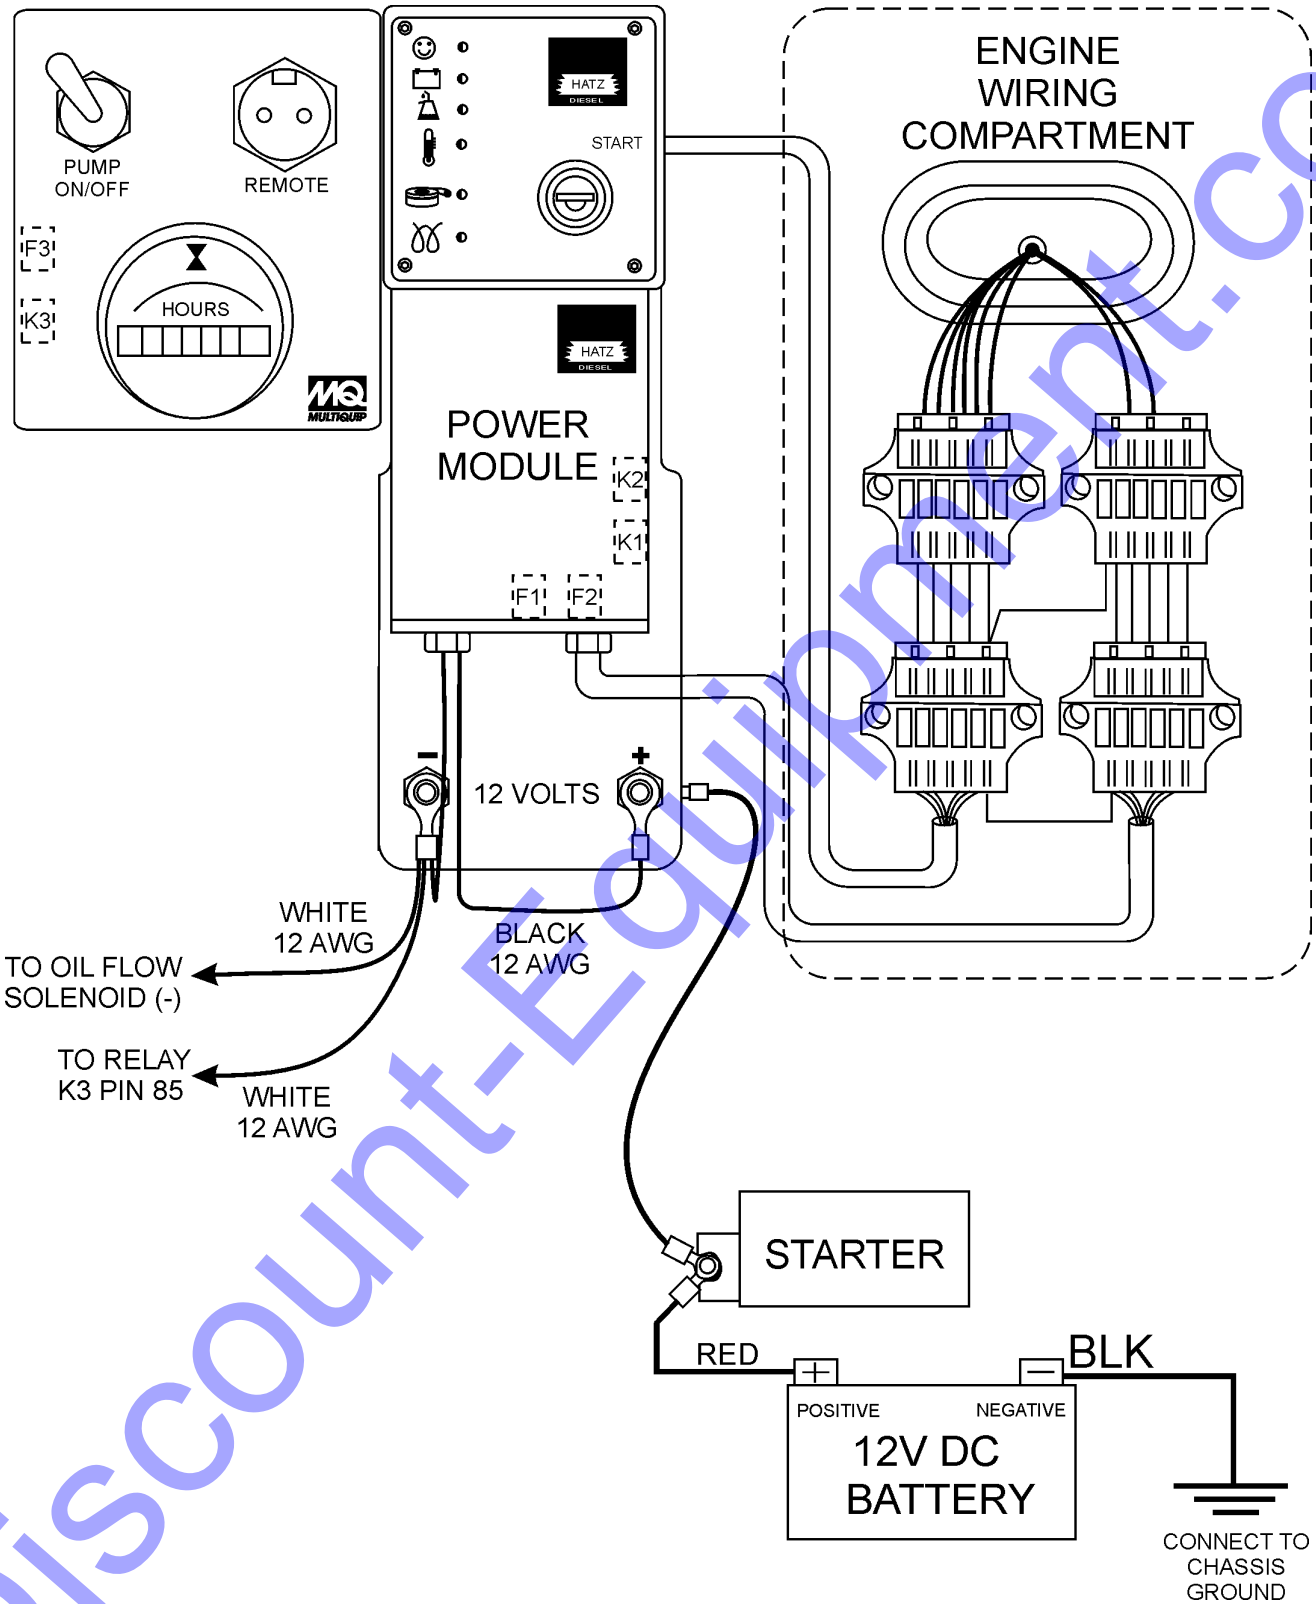 PUMP
ON/OFF
REMOTE
F3
K3
HOURS
MQ
MULTIQUIP
HATZ
DIESEL
START
HATZ
DIESEL
POWER
MODULE
K2
K1
F1
F2
-
12 VOLTS
+
ENGINE
WIRING
COMPARTMENT
WHITE
12 AWG
BLACK
12 AWG
TO OIL FLOW
SOLENOID (-)
TO RELAY
K3 PIN 85
WHITE
12 AWG
STARTER
RED
BLK
+
-
POSITIVE
NEGATIVE
12V DC
BATTERY
CONNECT TO
CHASSIS
GROUND
Discount-Equipment.co